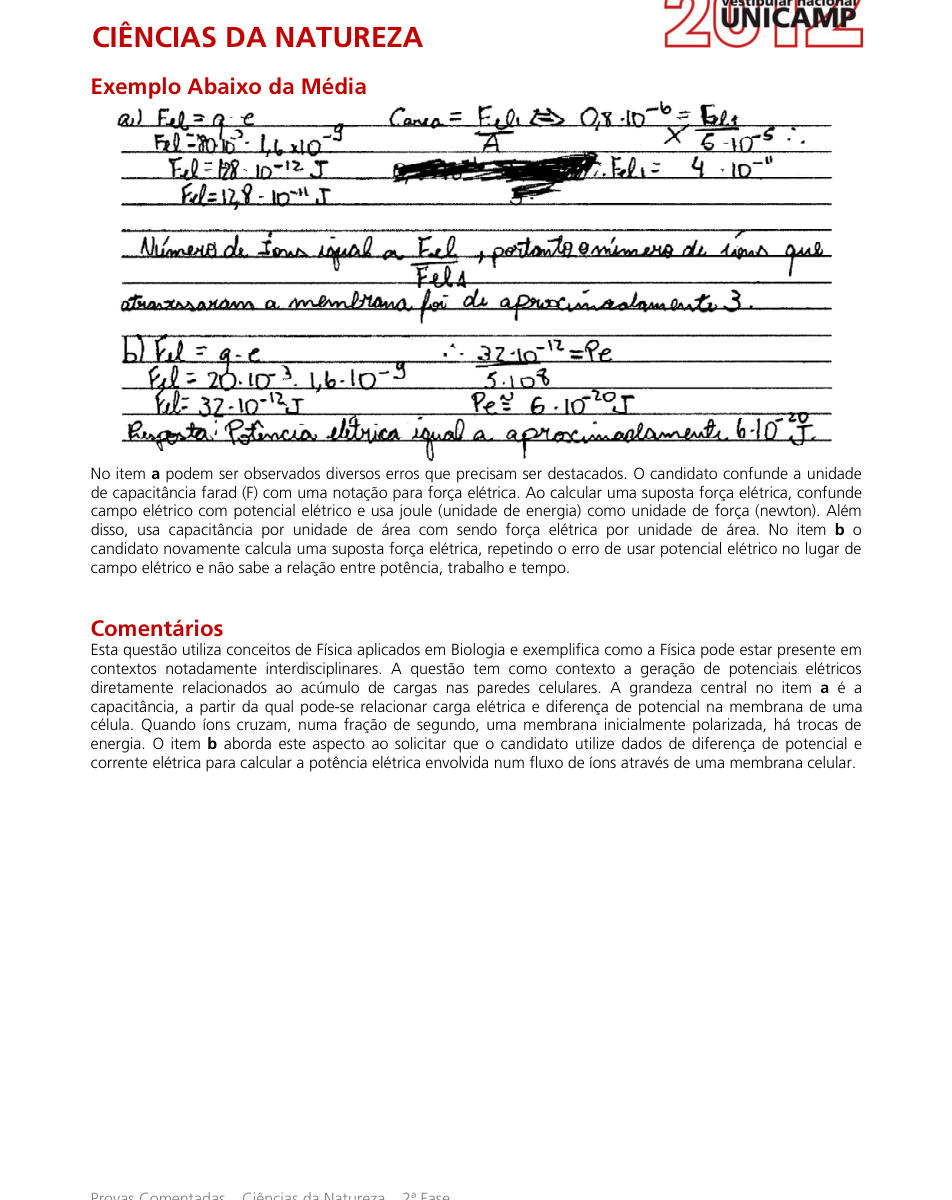 vestibular nacional
2012
UNICAMP
CIÊNCIAS DA NATUREZA
Exemplo Abaixo da Média
a) Fel = q · e    Carea = Fel1 / A ⇔ 0,8·10^-6 = Fel1 / 5·10^-5 ∴
Fel = 80·10^-3 · 1,6x10^-9
Fel = 128 · 10^-12 J    ∴ Fel1 = 4 · 10^-11
Fel = 12,8 · 10^-11 J
Número de Íons igual a Fel / Fel1, portanto o número de íons que
atravessaram a membrana foi de aproximadamente 3.
b) Fel = q · e    ∴ 32·10^-12 / 5·10^8 = Pe
Fel = 20·10^-3 · 1,6·10^-9
Fel = 32·10^-12 J    Pe ≅ 6·10^-20 J
Resposta: Potência elétrica igual a aproximadamente 6·10^-20 J.
No item a podem ser observados diversos erros que precisam ser destacados. O candidato confunde a unidade
de capacitância farad (F) com uma notação para força elétrica. Ao calcular uma suposta força elétrica, confunde
campo elétrico com potencial elétrico e usa joule (unidade de energia) como unidade de força (newton). Além
disso, usa capacitância por unidade de área com sendo força elétrica por unidade de área. No item b o
candidato novamente calcula uma suposta força elétrica, repetindo o erro de usar potencial elétrico no lugar de
campo elétrico e não sabe a relação entre potência, trabalho e tempo.
Comentários
Esta questão utiliza conceitos de Física aplicados em Biologia e exemplifica como a Física pode estar presente em
contextos notadamente interdisciplinares. A questão tem como contexto a geração de potenciais elétricos
diretamente relacionados ao acúmulo de cargas nas paredes celulares. A grandeza central no item a é a
capacitância, a partir da qual pode-se relacionar carga elétrica e diferença de potencial na membrana de uma
célula. Quando íons cruzam, numa fração de segundo, uma membrana inicialmente polarizada, há trocas de
energia. O item b aborda este aspecto ao solicitar que o candidato utilize dados de diferença de potencial e
corrente elétrica para calcular a potência elétrica envolvida num fluxo de íons através de uma membrana celular.
Provas Comentadas    Ciências da Natureza    2ª Fase